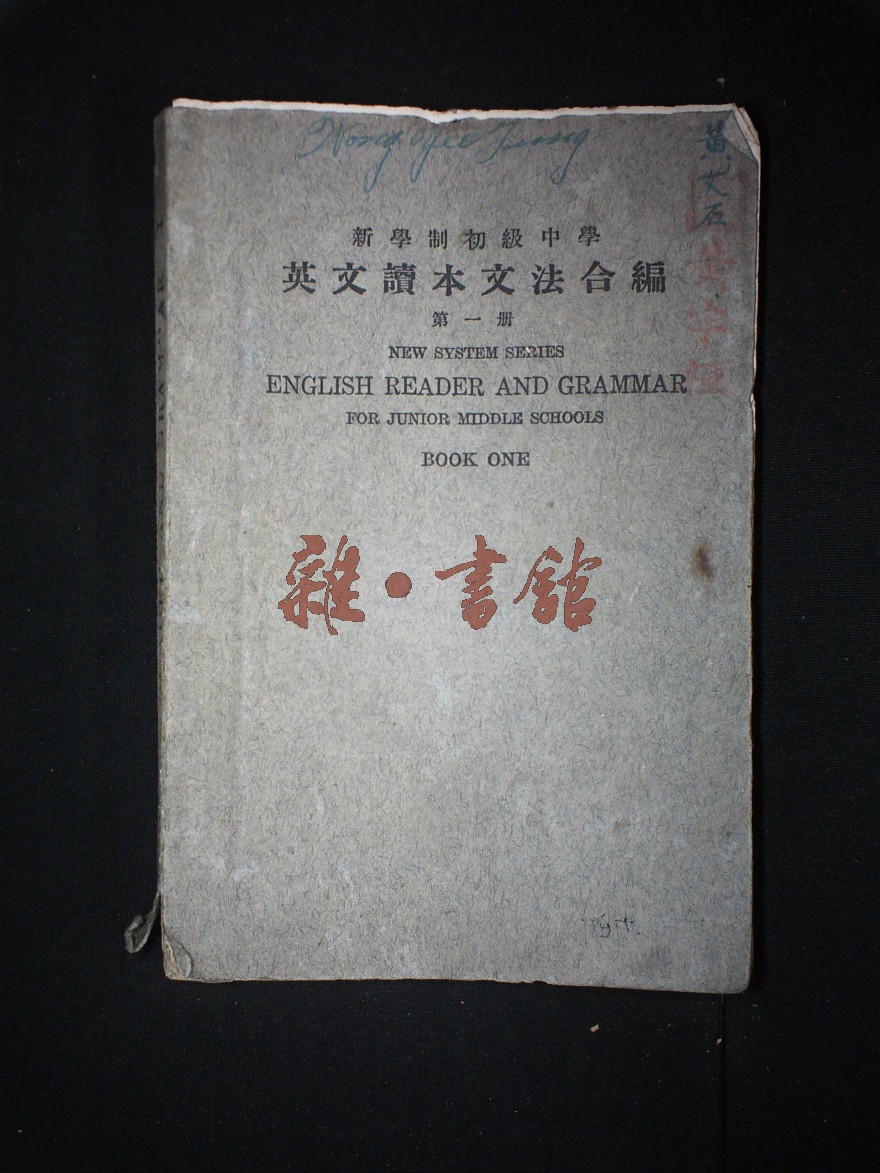 新學制初級中學
英文讀本文法合編
第一册
NEW SYSTEM SERIES
ENGLISH READER AND GRAMMAR
FOR JUNIOR MIDDLE SCHOOLS
BOOK ONE
雜·書館